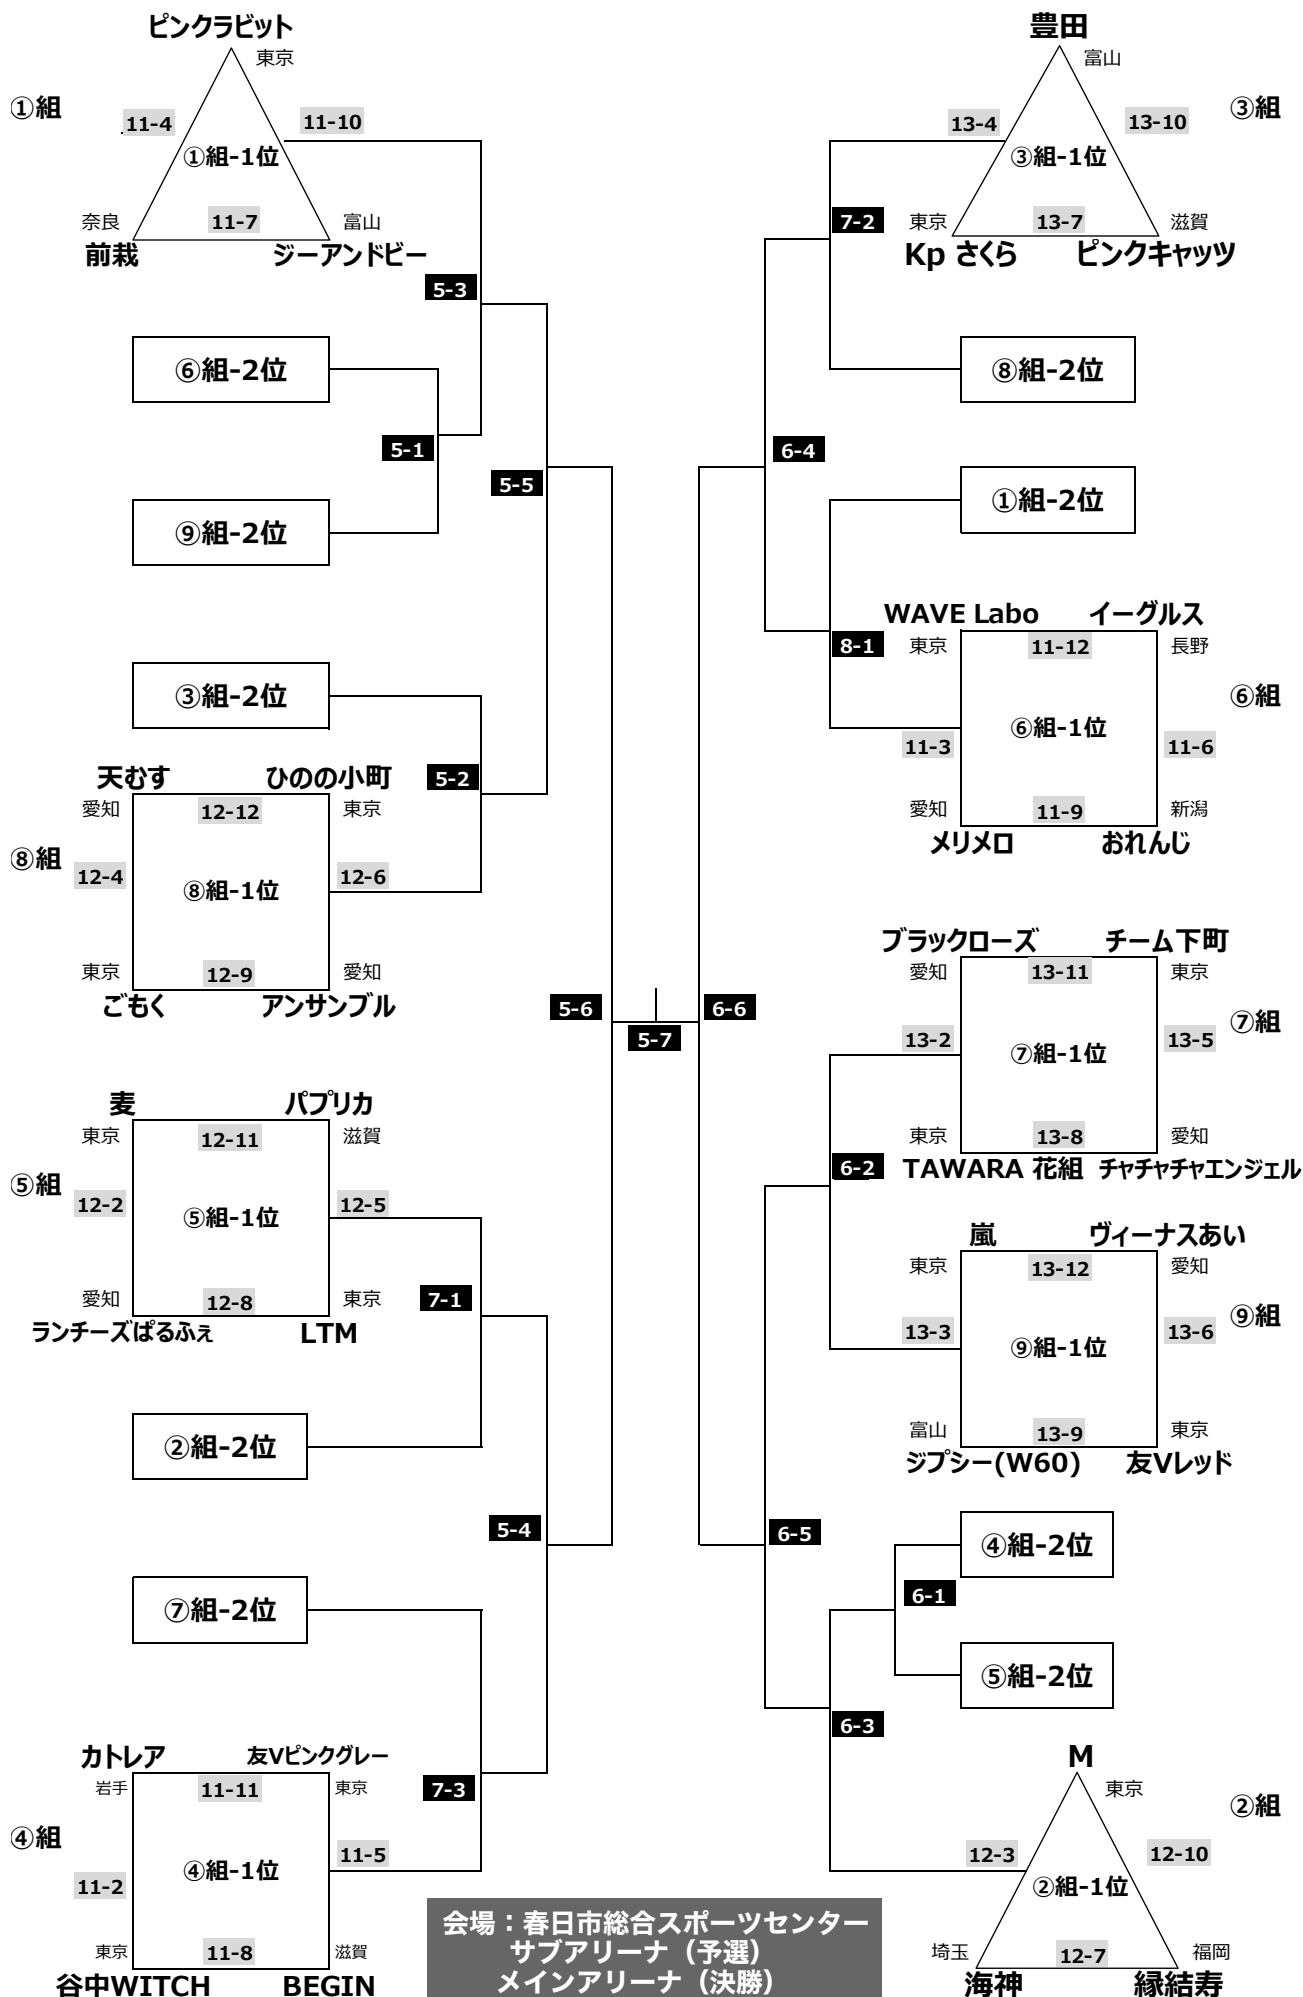 ピンクラビット
東京
①組
11-4
11-10
①組-1位
奈良
11-7
富山
前栽
ジーアンドビー
5-3
⑥組-2位
5-1
5-5
⑨組-2位
③組-2位
5-2
天むす
ひのの小町
愛知
12-12
東京
⑧組
12-4
⑧組-1位
12-6
東京
12-9
愛知
ごもく
アンサンブル
5-6
5-7
麦
パプリカ
東京
12-11
滋賀
⑤組
12-2
⑤組-1位
12-5
愛知
12-8
東京
7-1
ランチーズぱるふぇ
LTM
②組-2位
5-4
⑦組-2位
カトレア
友Vピンクグレー
岩手
11-11
東京
7-3
④組
11-2
④組-1位
11-5
東京
11-8
滋賀
谷中WITCH
BEGIN
豊田
富山
③組
13-4
13-10
③組-1位
7-2
東京
13-7
滋賀
Kp さくら
ピンクキャッツ
⑧組-2位
6-4
①組-2位
WAVE Labo
イーグルス
8-1
東京
11-12
長野
⑥組
11-3
⑥組-1位
11-6
愛知
11-9
新潟
メリメロ
おれんじ
ブラックローズ
チーム下町
愛知
13-11
東京
6-6
⑦組
13-2
⑦組-1位
13-5
東京
13-8
愛知
6-2
TAWARA 花組
チャチャチャエンジェル
嵐
ヴィーナスあい
東京
13-12
愛知
⑨組
13-3
⑨組-1位
13-6
富山
13-9
東京
ジプシー(W60)
友Vレッド
6-5
④組-2位
6-1
⑤組-2位
6-3
M
東京
②組
12-3
12-10
②組-1位
埼玉
12-7
福岡
海神
縁結寿
会場：春日市総合スポーツセンター
サブアリーナ（予選）
メインアリーナ（決勝）